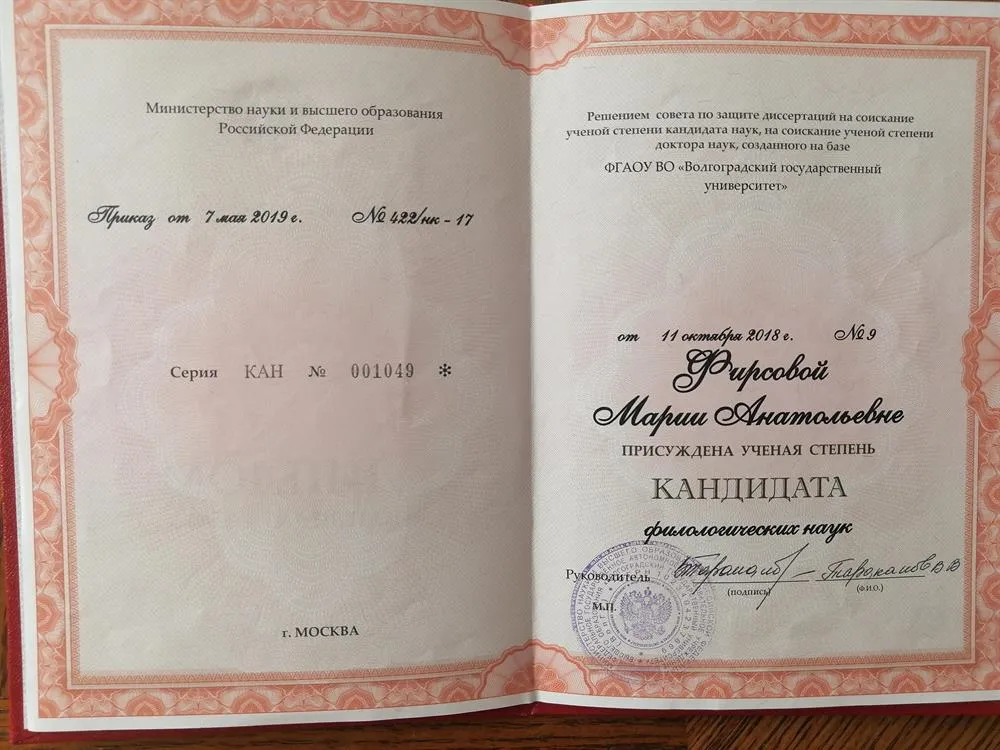 Министерство науки и высшего образования
Российской Федерации
Приказ от 7 мая 2019 г. № 422/нк - 17
Серия КАН № 001049 *
г. МОСКВА
Решением совета по защите диссертаций на соискание
ученой степени кандидата наук, на соискание ученой степени
доктора наук, созданного на базе
ФГАОУ ВО «Волгоградский государственный
университет»
от 11 октября 2018 г. № 9
Фирсовой
Марии Анатольевне
ПРИСУЖДЕНА УЧЕНАЯ СТЕПЕНЬ
КАНДИДАТА
филологических наук
Руководитель Тараканов В В
(подпись) (Ф.И.О.)
М.П.